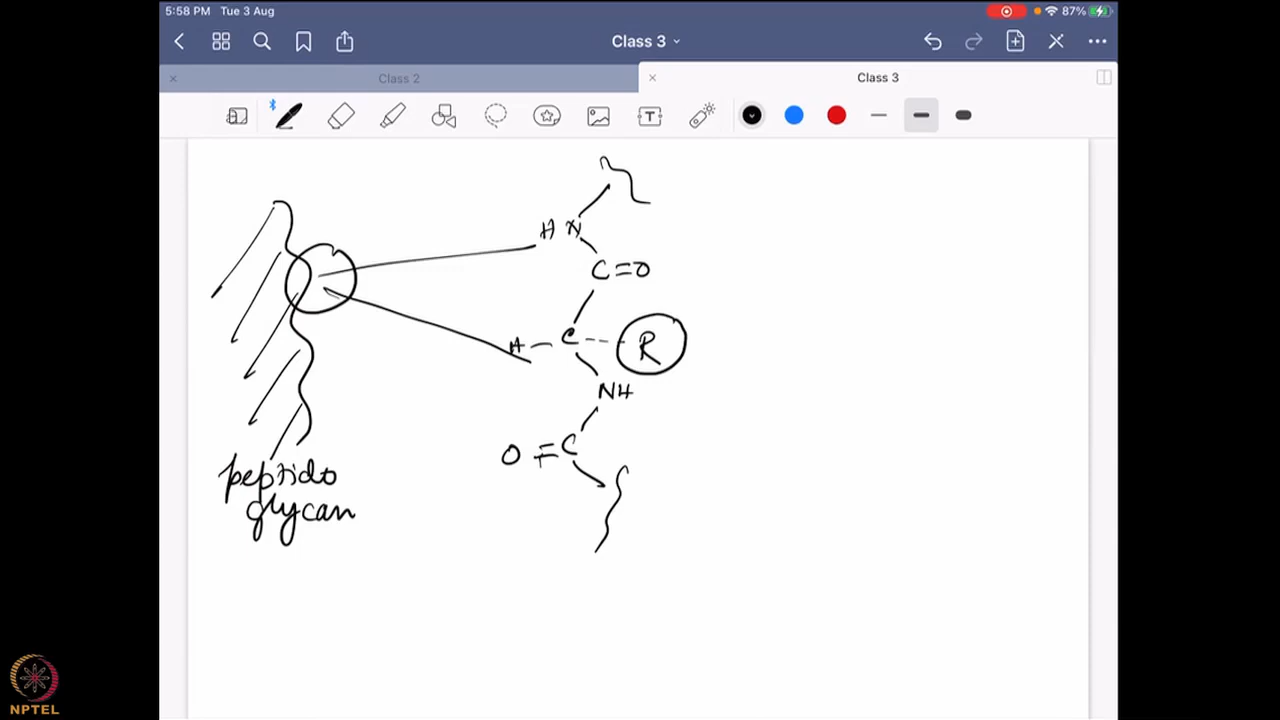 5:58 PM Tue 3 Aug
87%
Class 3
Class 2
Class 3
T
H N
C=O
H - C --- R
NH
O = C
peptido
glycan
NPTEL